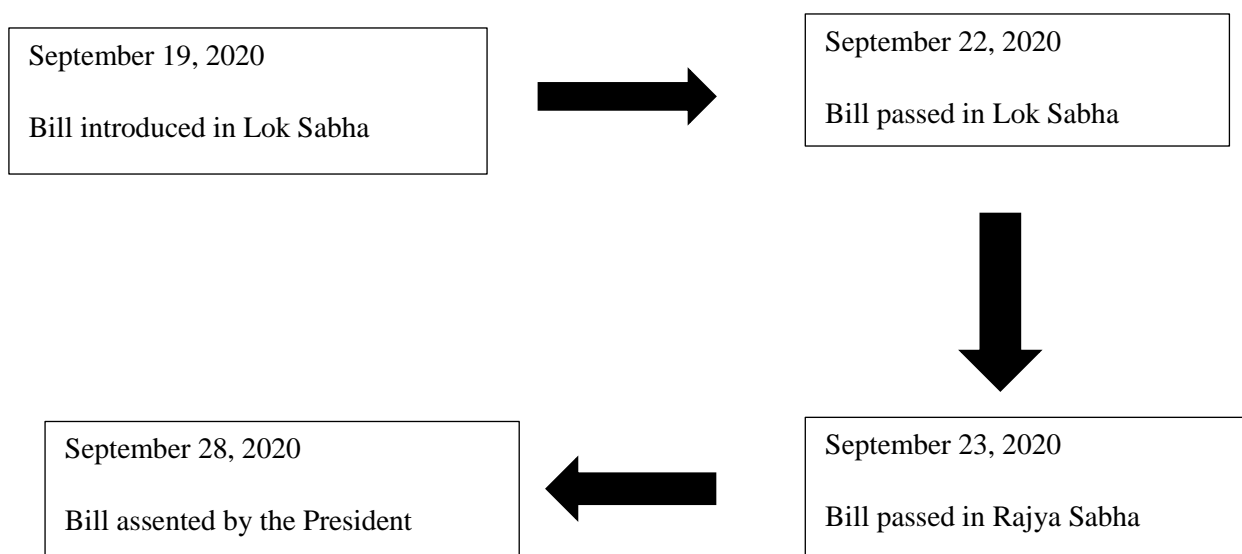 September 19, 2020
Bill introduced in Lok Sabha
September 22, 2020
Bill passed in Lok Sabha
September 23, 2020
Bill passed in Rajya Sabha
September 28, 2020
Bill assented by the President